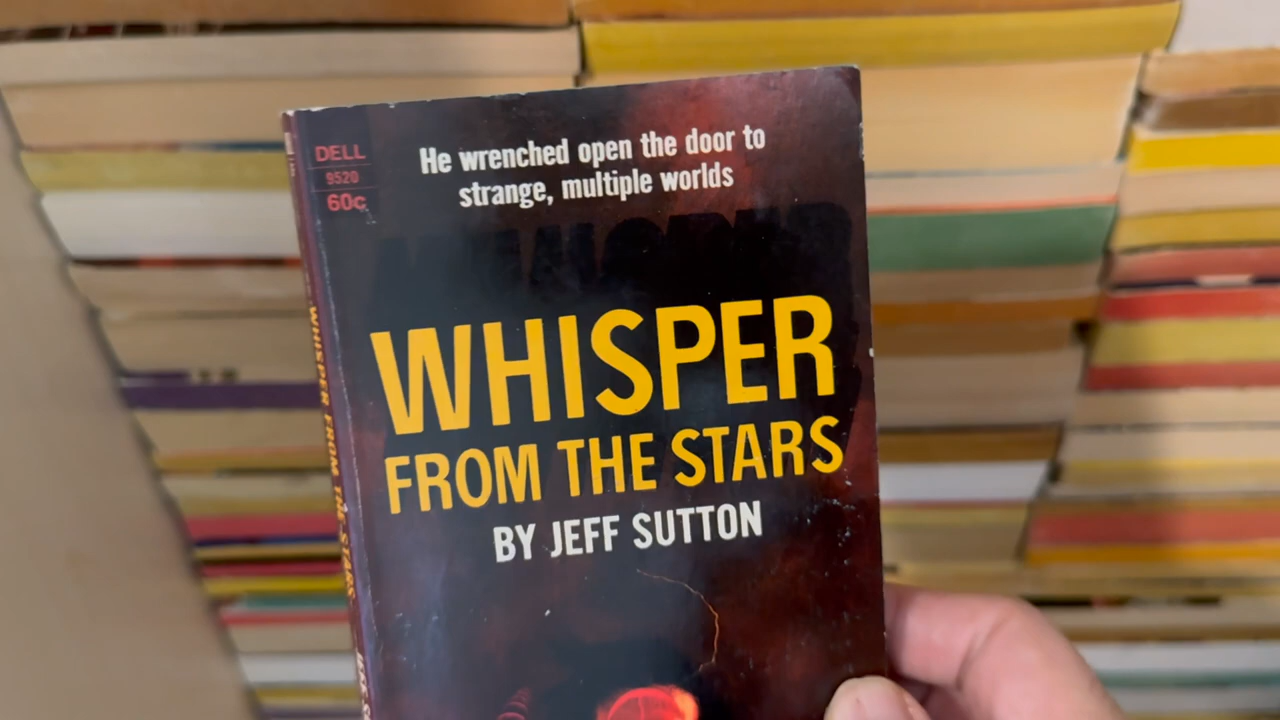 DELL
9520
60c
He wrenched open the door to
strange, multiple worlds
WHISPER
FROM THE STARS
BY JEFF SUTTON
WHISPER FROM THE STARS